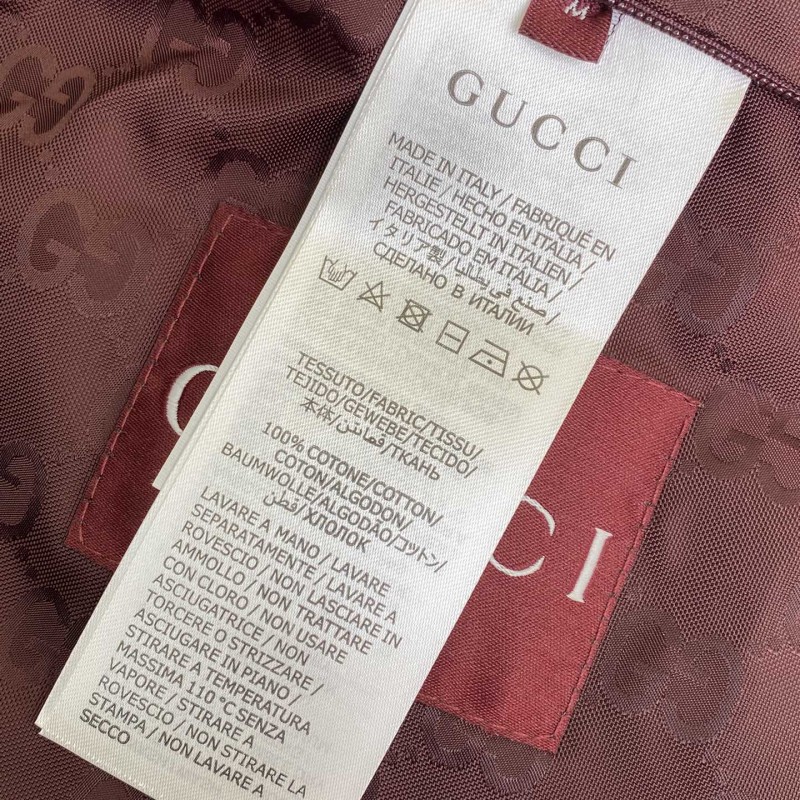 M
GUCCI
MADE IN ITALY / FABRIQUÉ EN
ITALIE / HECHO EN ITALIA /
HERGESTELLT IN ITALIEN /
FABRICADO EM ITÁLIA /
イタリア製 / صنع في إيطاليا /
СДЕЛАНО В ИТАЛИИ
TESSUTO/FABRIC/TISSU/
TEJIDO/GEWEBE/TECIDO/
本体/قماش/ТКАНЬ
100% COTONE/COTTON/
COTON/ALGODON/
BAUMWOLLE/ALGODÃO/コットン/
قطن/ХЛОПОК
LAVARE A MANO / LAVARE
SEPARATAMENTE / LAVARE A
ROVESCIO / NON LASCIARE IN
AMMOLLO / NON TRATTARE
CON CLORO / NON USARE
ASCIUGATRICE / NON
TORCERE O STRIZZARE /
ASCIUGARE IN PIANO /
STIRARE A TEMPERATURA
MASSIMA 110°C SENZA
VAPORE / STIRARE A
ROVESCIO / NON STIRARE LA
STAMPA / NON LAVARE A
SECCO
G
CI